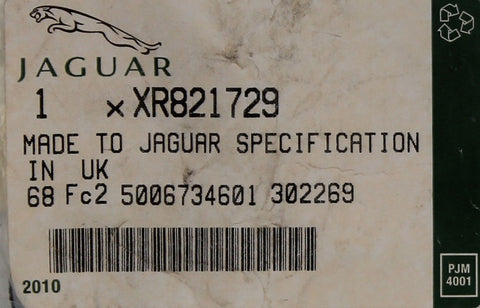 JAGUAR
1 x XR821729
MADE TO JAGUAR SPECIFICATION
IN UK
68 Fc2 5006734601 302269
2010
PJM
4001